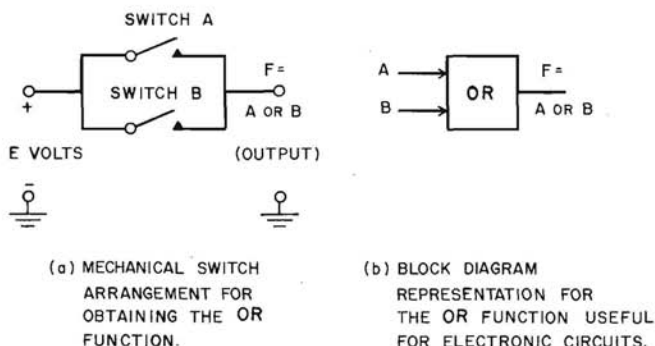 SWITCH A
SWITCH B
+
E VOLTS
-
F=
A OR B
(OUTPUT)
A
B
OR
F=
A OR B
(a) MECHANICAL SWITCH
ARRANGEMENT FOR
OBTAINING THE OR
FUNCTION.
(b) BLOCK DIAGRAM
REPRESENTATION FOR
THE OR FUNCTION USEFUL
FOR ELECTRONIC CIRCUITS.